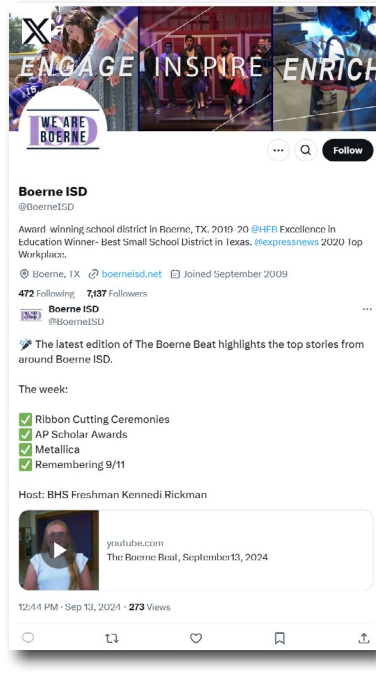 X
ENGAGE INSPIRE ENRICH
WE ARE
BOERNE
ISD
Follow
Boerne ISD
@BoerneISD
Award-winning school district in Boerne, TX. 2019-20 @HEB Excellence in
Education Winner- Best Small School District in Texas. @expressnews 2020 Top
Workplace.
Boerne, TX boerneisd.net Joined September 2009
472 Following 7,137 Followers
Boerne ISD
@BoerneISD
The latest edition of The Boerne Beat highlights the top stories from
around Boerne ISD.
The week:
✅ Ribbon Cutting Ceremonies
✅ AP Scholar Awards
✅ Metallica
✅ Remembering 9/11
Host: BHS Freshman Kennedi Rickman
youtube.com
The Boerne Beat, September13, 2024
12:44 PM · Sep 13, 2024 · 273 Views